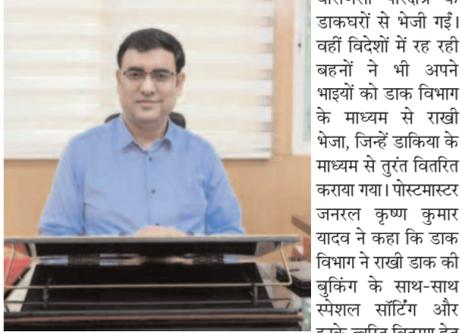 डाकघरों से भेजी गईं।
वहीं विदेशों में रह रही
बहनों ने भी अपने
भाइयों को डाक विभाग
के माध्यम से राखी
भेजा, जिन्हें डाकिया के
माध्यम से तुरंत वितरित
कराया गया। पोस्टमास्टर
जनरल कृष्ण कुमार
यादव ने कहा कि डाक
विभाग ने राखी डाक की
बुकिंग के साथ-साथ
स्पेशल सॉर्टिंग और